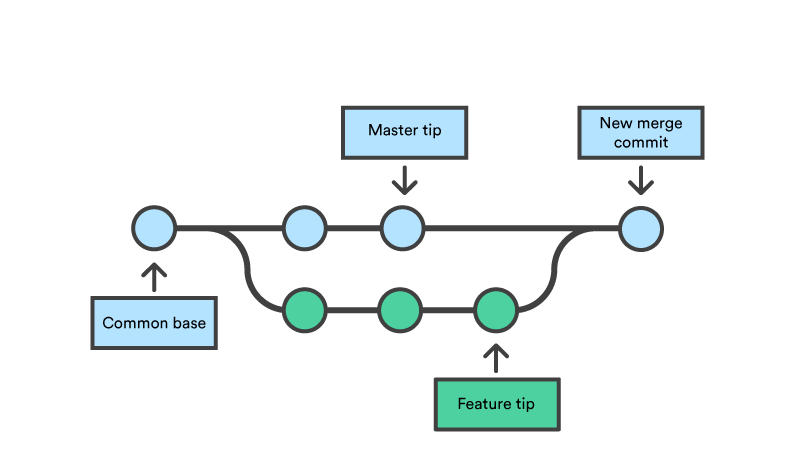 Master tip
New merge
commit
Common base
Feature tip